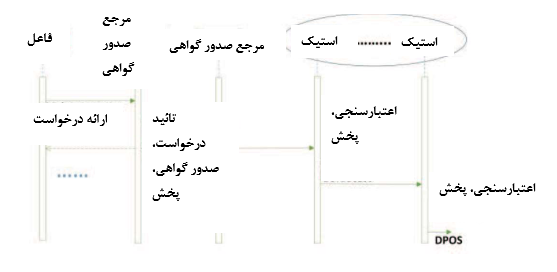 فاعل
مرجع
صدور
گواهی
مرجع صدور گواهی
استیک ......... استیک
ارائه درخواست
تائید
درخواست،
صدور گواهی،
پخش
اعتبارسنجی،
پخش
اعتبارسنجی، پخش
......
DPOS